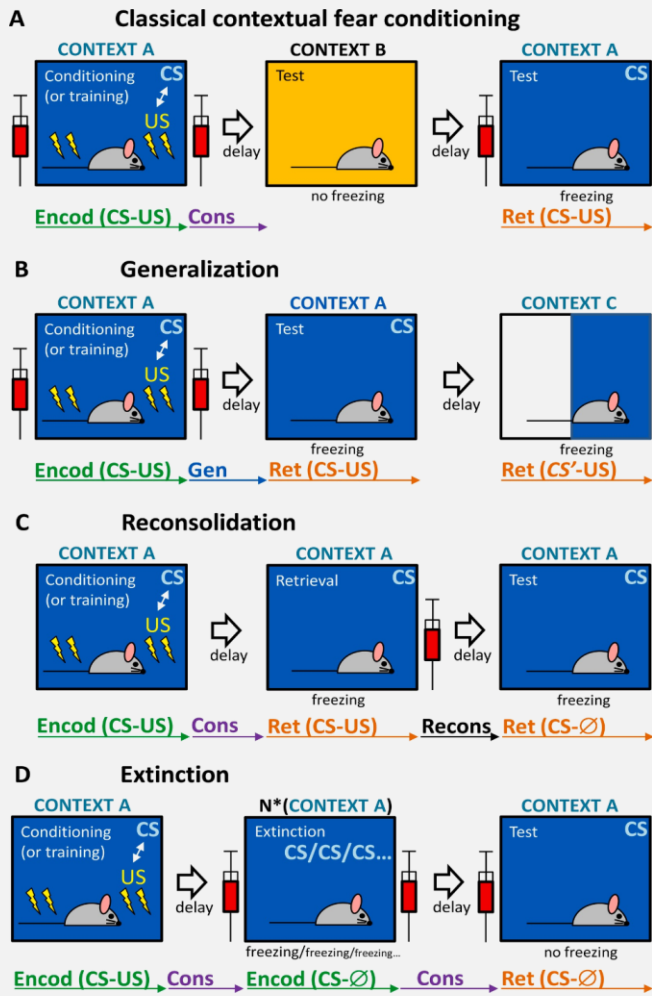 A Classical contextual fear conditioning
CONTEXT A CONTEXT B CONTEXT A
Conditioning CS Test Test CS
(or training)
US
delay delay
no freezing freezing
Encod (CS-US) Cons Ret (CS-US)
B Generalization
CONTEXT A CONTEXT A CONTEXT C
Conditioning CS Test CS
(or training)
US
delay delay
freezing freezing
Encod (CS-US) Gen Ret (CS-US) Ret (CS'-US)
C Reconsolidation
CONTEXT A CONTEXT A CONTEXT A
Conditioning CS Retrieval CS Test CS
(or training)
US
delay delay
freezing freezing
Encod (CS-US) Cons Ret (CS-US) Recons Ret (CS-∅)
D Extinction
CONTEXT A N*(CONTEXT A) CONTEXT A
Conditioning CS Extinction Test CS
(or training) CS/CS/CS...
US
delay delay
freezing/freezing/freezing... no freezing
Encod (CS-US) Cons Encod (CS-∅) Cons Ret (CS-∅)